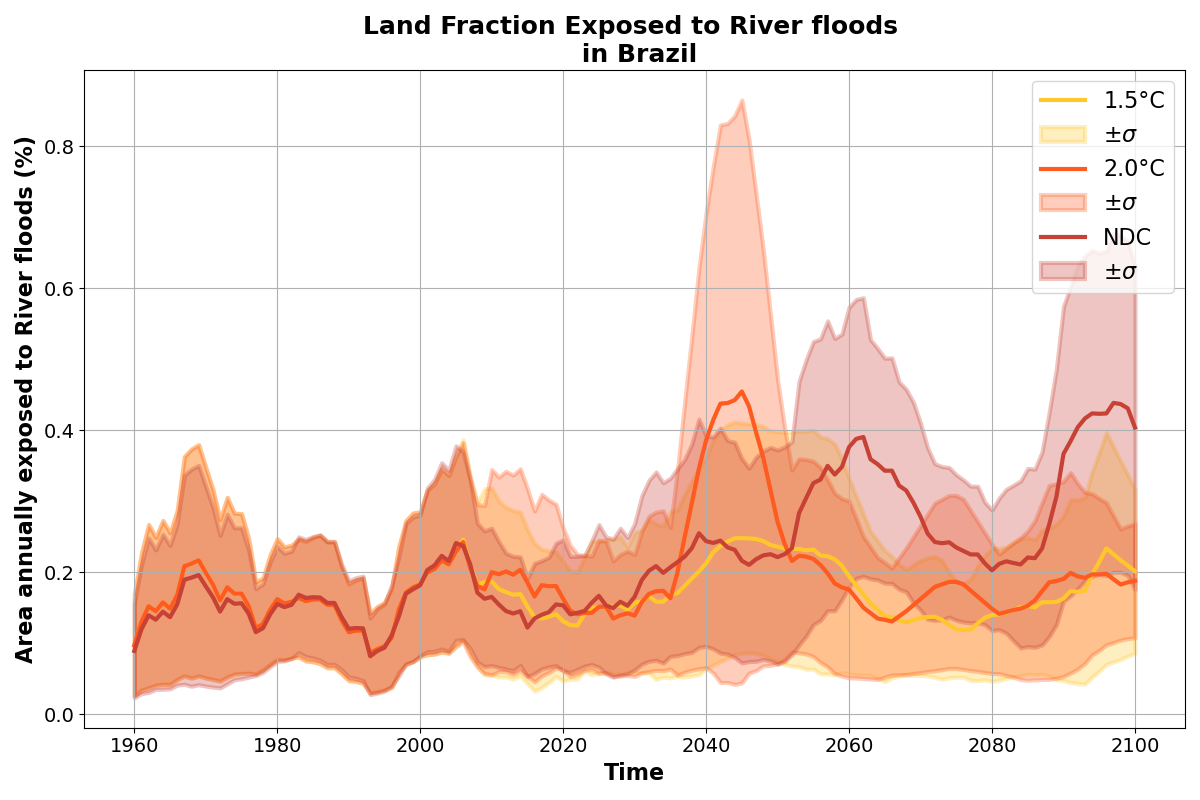 Land Fraction Exposed to River floods
in Brazil
Area annually exposed to River floods (%)
0.8
0.6
0.4
0.2
0.0
1960
1980
2000
2020
2040
2060
2080
2100
Time
1.5°C
±σ
2.0°C
±σ
NDC
±σ